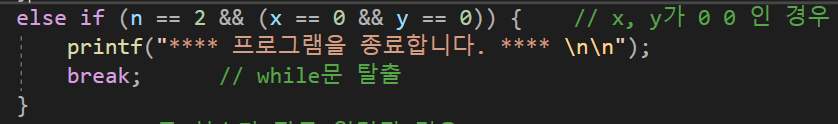 else if (n == 2 && (x == 0 && y == 0)) {    // x, y가 0 0 인 경우
    printf("**** 프로그램을 종료합니다. **** \n\n");
    break;      // while문 탈출
}